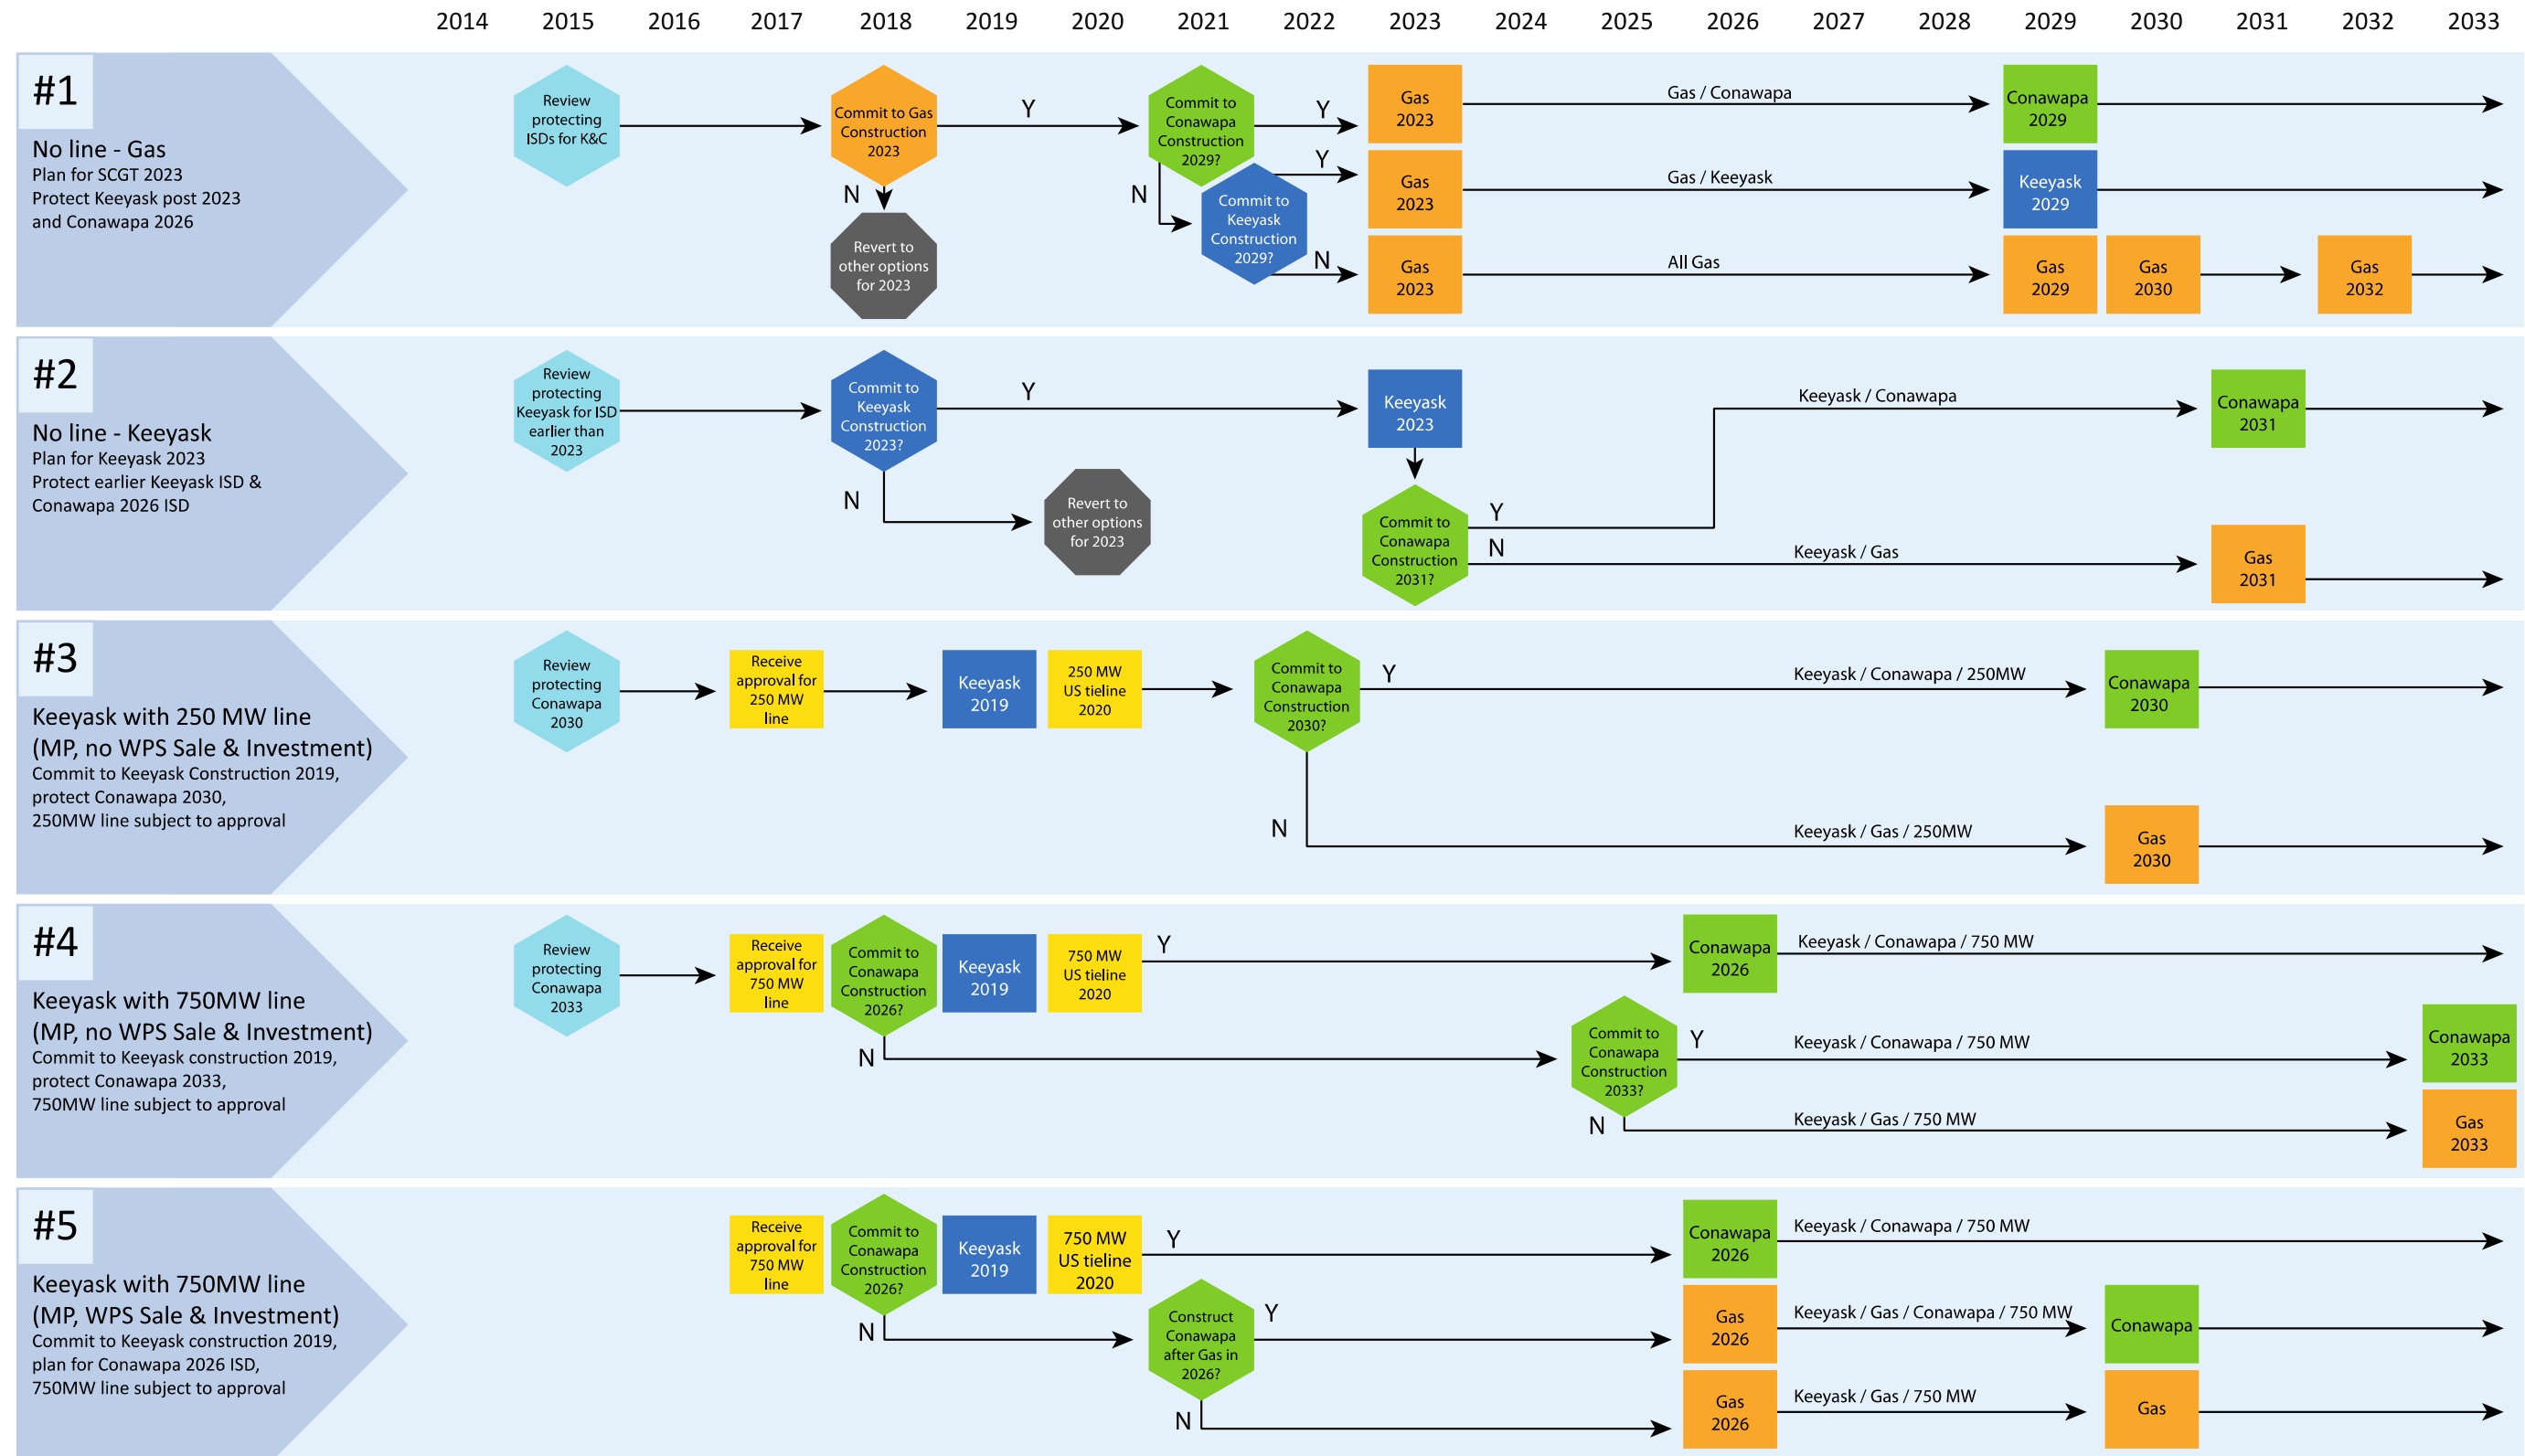 2014 2015 2016 2017 2018 2019 2020 2021 2022 2023 2024 2025 2026 2027 2028 2029 2030 2031 2032 2033
#1
No line - Gas
Plan for SCGT 2023
Protect Keeyask post 2023
and Conawapa 2026
Review
protecting
ISDs for K&C
Commit to Gas
Construction
2023
Y
N
Revert to
other options
for 2023
Commit to
Conawapa
Construction
2029?
Y
N
Commit to
Keeyask
Construction
2029?
Y
N
Gas
2023
Gas / Conawapa
Conawapa
2029
Gas
2023
Gas / Keeyask
Keeyask
2029
Gas
2023
All Gas
Gas
2029
Gas
2030
Gas
2032
#2
No line - Keeyask
Plan for Keeyask 2023
Protect earlier Keeyask ISD &
Conawapa 2026 ISD
Review
protecting
Keeyask for ISD
earlier than
2023
Commit to
Keeyask
Construction
2023?
Y
N
Revert to
other options
for 2023
Keeyask
2023
Commit to
Conawapa
Construction
2031?
Y
N
Keeyask / Conawapa
Conawapa
2031
Keeyask / Gas
Gas
2031
#3
Keeyask with 250 MW line
(MP, no WPS Sale & Investment)
Commit to Keeyask Construction 2019,
protect Conawapa 2030,
250MW line subject to approval
Review
protecting
Conawapa
2030
Receive
approval for
250 MW
line
Keeyask
2019
250 MW
US tieline
2020
Commit to
Conawapa
Construction
2030?
Y
N
Keeyask / Conawapa / 250MW
Conawapa
2030
Keeyask / Gas / 250MW
Gas
2030
#4
Keeyask with 750MW line
(MP, no WPS Sale & Investment)
Commit to Keeyask construction 2019,
protect Conawapa 2033,
750MW line subject to approval
Review
protecting
Conawapa
2033
Receive
approval for
750 MW
line
Commit to
Conawapa
Construction
2026?
N
Keeyask
2019
750 MW
US tieline
2020
Y
Conawapa
2026
Keeyask / Conawapa / 750 MW
Commit to
Conawapa
Construction
2033?
Y
N
Keeyask / Conawapa / 750 MW
Conawapa
2033
Keeyask / Gas / 750 MW
Gas
2033
#5
Keeyask with 750MW line
(MP, WPS Sale & Investment)
Commit to Keeyask construction 2019,
plan for Conawapa 2026 ISD,
750MW line subject to approval
Receive
approval for
750 MW
line
Commit to
Conawapa
Construction
2026?
N
Keeyask
2019
750 MW
US tieline
2020
Y
Conawapa
2026
Keeyask / Conawapa / 750 MW
Construct
Conawapa
after Gas in
2026?
Y
N
Gas
2026
Keeyask / Gas / Conawapa / 750 MW
Conawapa
Gas
2026
Keeyask / Gas / 750 MW
Gas